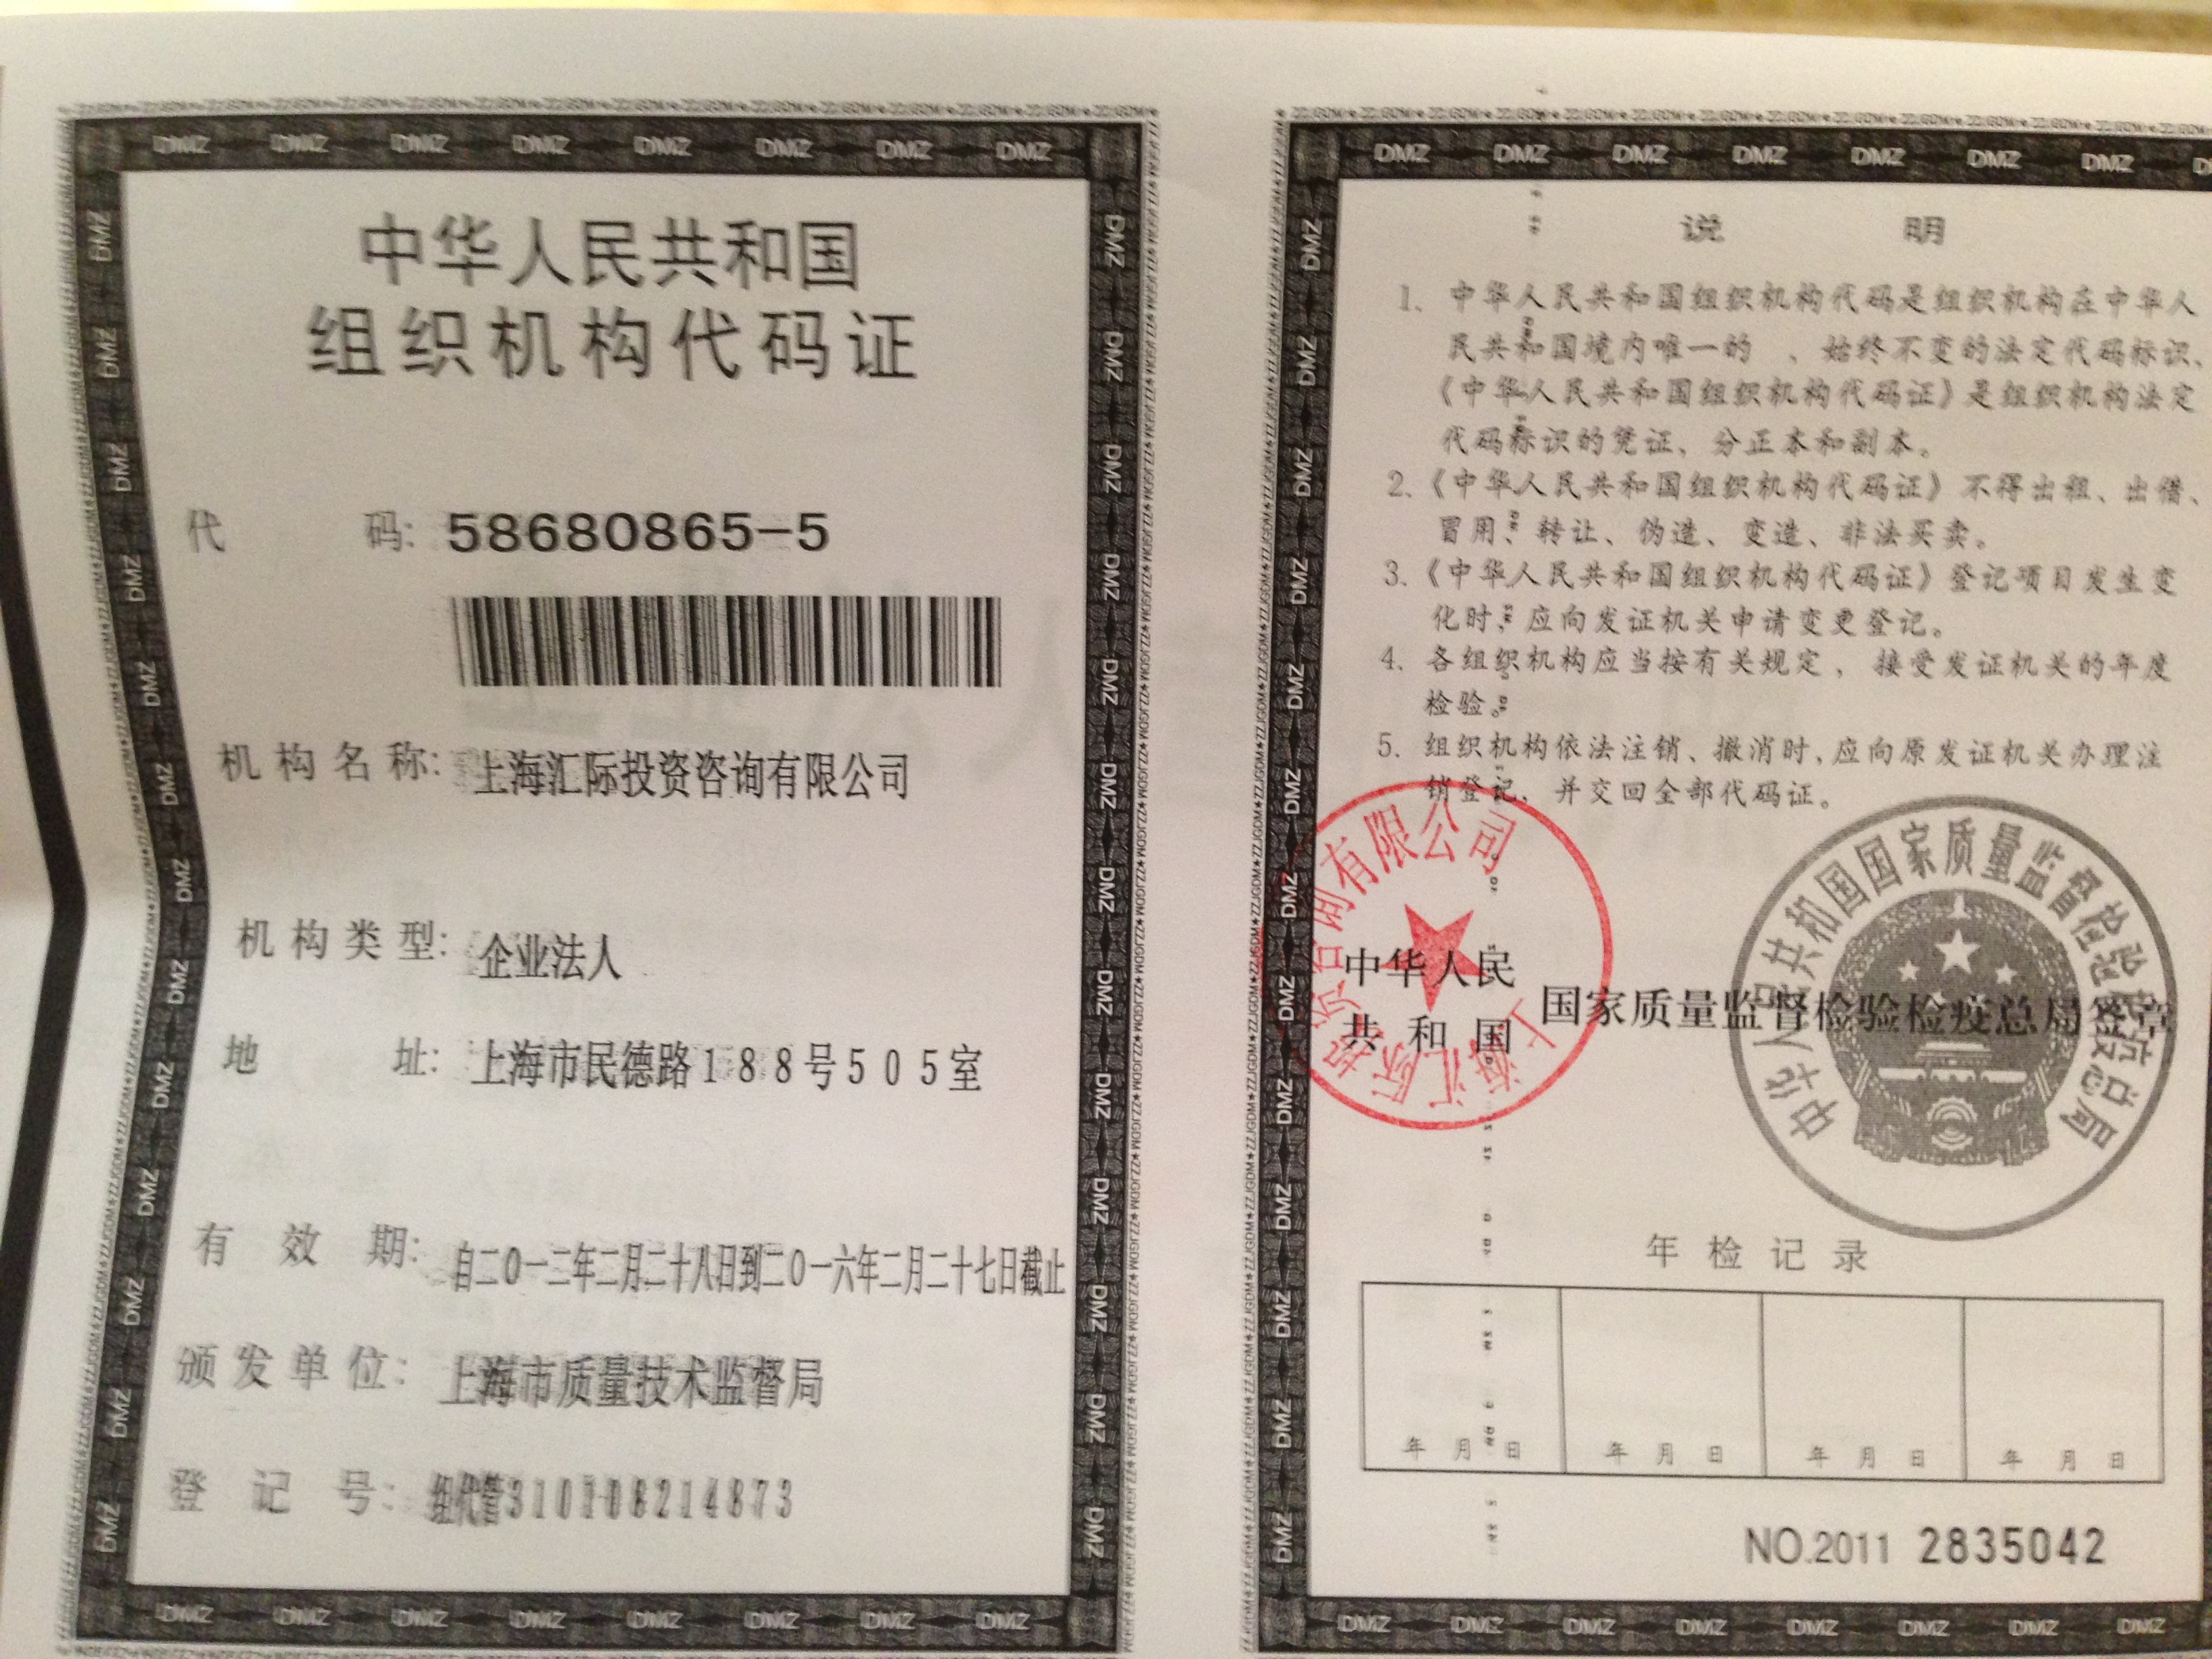 中华人民共和国
组织机构代码证
代 码: 58680865-5
机构名称: 上海汇际投资咨询有限公司
机构类型: 企业法人
地 址: 上海市民德路188号505室
有 效 期: 自二0一二年二月二十八日到二0一六年二月二十七日截止
颁发单位: 上海市质量技术监督局
登 记 号: 组代管310108214873
说 明
1. 中华人民共和国组织机构代码是组织机构在中华人
民共和国境内唯一的 、始终不变的法定代码标识,
《中华人民共和国组织机构代码证》是组织机构法定
代码标识的凭证、分正本和副本。
2.《中华人民共和国组织机构代码证》不得出租、出借、
冒用、转让、伪造、变造、非法买卖。
3.《中华人民共和国组织机构代码证》登记项目发生变
化时, 应向发证机关申请变更登记。
4. 各组织机构应当按有关规定, 接受发证机关的年度
检验。
5. 组织机构依法注销、撤消时,应向原发证机关办理注
销登记, 并交回全部代码证。
上海汇际投资咨询有限公司
中华人民共和国国家质量监督检验检疫总局
中华人民
共和国 国家质量监督检验检疫总局签章
年检记录
年 月 日 年 月 日 年 月 日 年 月 日
NO.2011 2835042